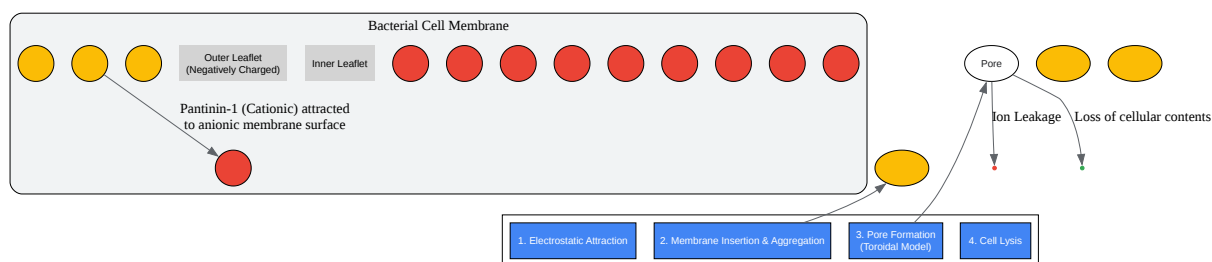 Bacterial Cell Membrane
Outer Leaflet
(Negatively Charged)
Inner Leaflet
Pore
Pantinin-1 (Cationic) attracted
to anionic membrane surface
Ion Leakage
Loss of cellular contents
1. Electrostatic Attraction
2. Membrane Insertion & Aggregation
3. Pore Formation
(Toroidal Model)
4. Cell Lysis